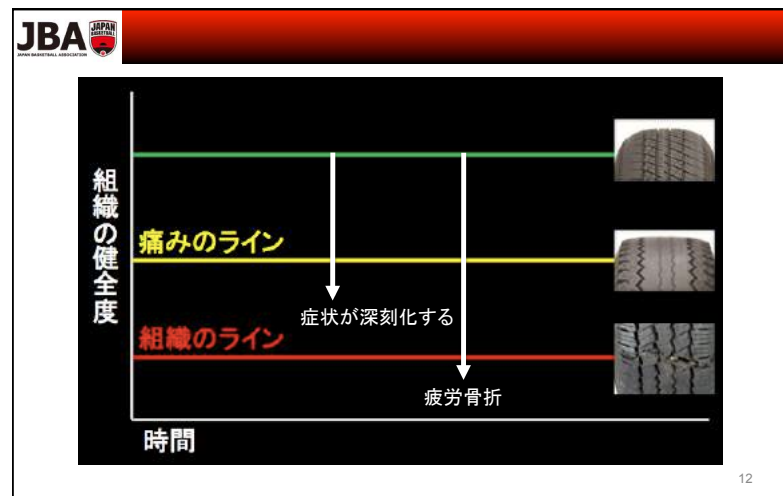 JBA
JAPAN BASKETBALL ASSOCIATION
JAPAN
BASKETBALL
組織の健全度
痛みのライン
症状が深刻化する
組織のライン
疲労骨折
時間
12